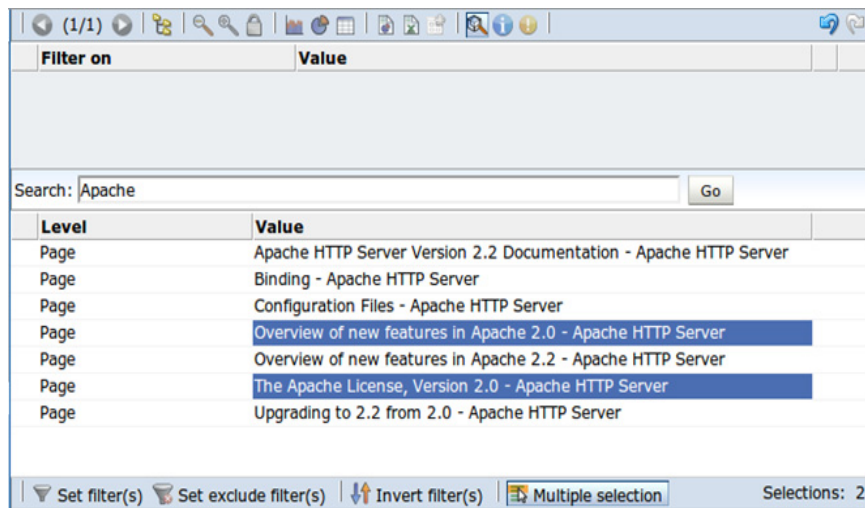 (1/1)
Filter on Value
Search: Apache Go
Level Value
Page Apache HTTP Server Version 2.2 Documentation - Apache HTTP Server
Page Binding - Apache HTTP Server
Page Configuration Files - Apache HTTP Server
Page Overview of new features in Apache 2.0 - Apache HTTP Server
Page Overview of new features in Apache 2.2 - Apache HTTP Server
Page The Apache License, Version 2.0 - Apache HTTP Server
Page Upgrading to 2.2 from 2.0 - Apache HTTP Server
Set filter(s) Set exclude filter(s) Invert filter(s) Multiple selection Selections: 2